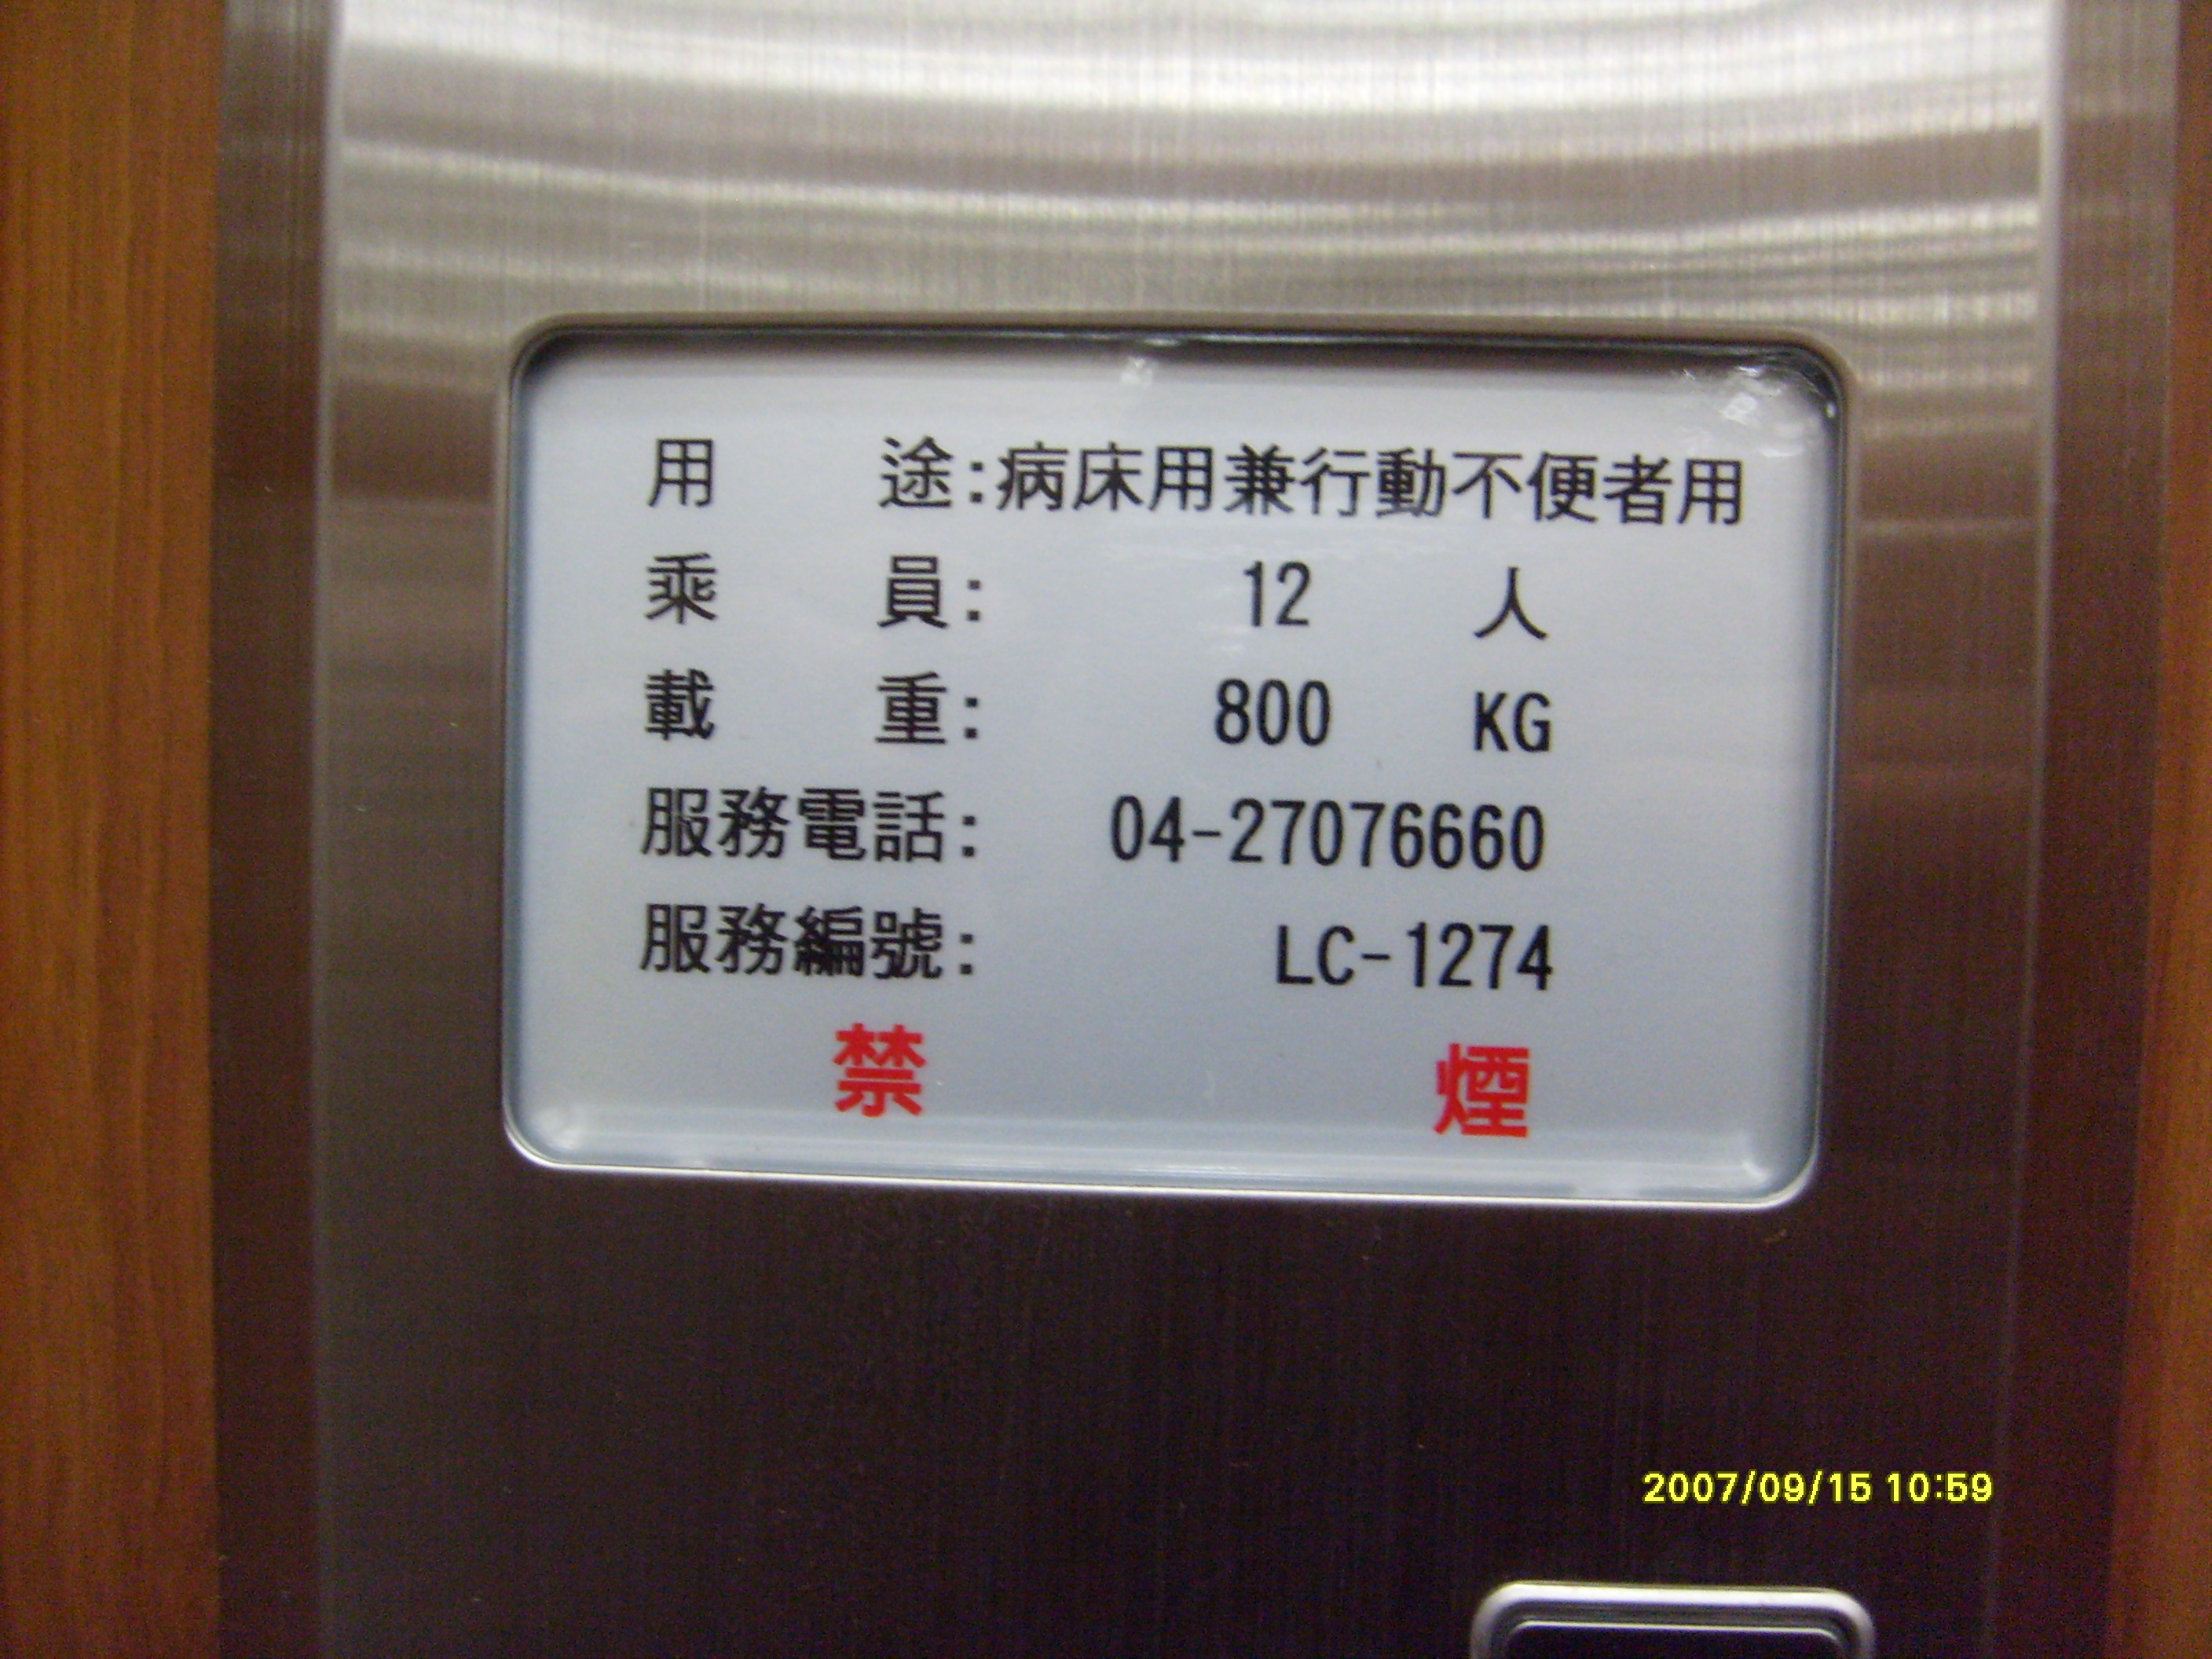 用途:病床用兼行動不便者用
乘員: 12 人
載重: 800 KG
服務電話: 04-27076660
服務編號: LC-1274
禁煙
2007/09/15 10:59